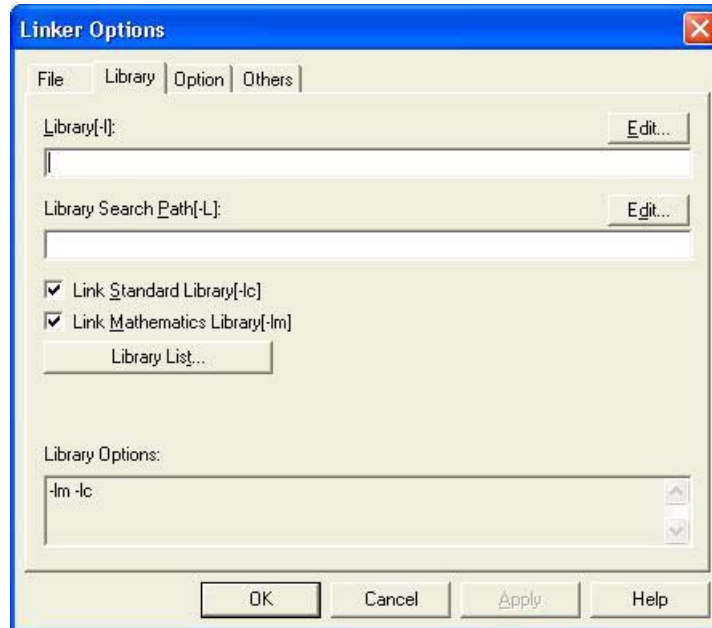 Linker Options
File Library Option Others
Library[-l]: Edit...
Library Search Path[-L]: Edit...
Link Standard Library[-lc]
Link Mathematics Library[-lm]
Library List...
Library Options:
-lm -lc
OK Cancel Apply Help